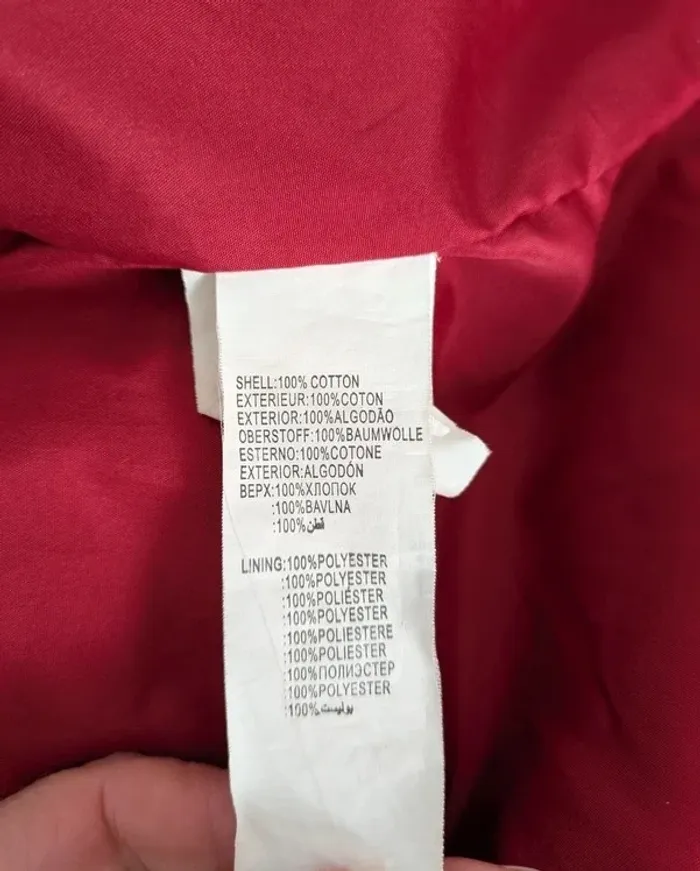 SHELL:100% COTTON
EXTERIEUR:100%COTON
EXTERIOR:100%ALGODÃO
OBERSTOFF:100%BAUMWOLLE
ESTERNO:100%COTONE
EXTERIOR:ALGODÓN
ВЕРХ:100%ХЛОПОК
:100%BAVLNA
:100%قطن
LINING:100%POLYESTER
:100%POLYESTER
:100%POLIÉSTER
:100%POLYESTER
:100%POLIESTERE
:100%POLIESTER
:100%ПОЛИЭСТЕР
:100%POLYESTER
:100%